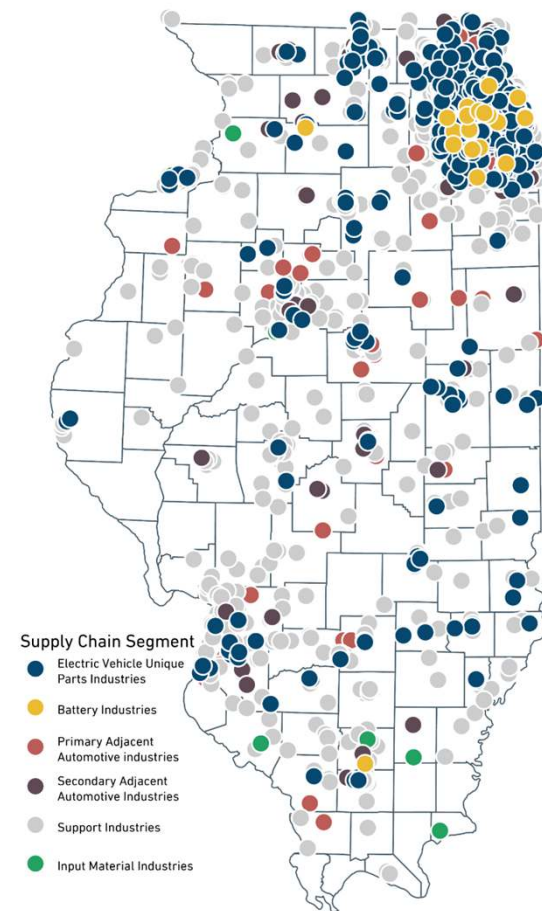 Supply Chain Segment
Electric Vehicle Unique
Parts Industries
Battery Industries
Primary Adjacent
Automotive industries
Secondary Adjacent
Automotive Industries
Support Industries
Input Material Industries